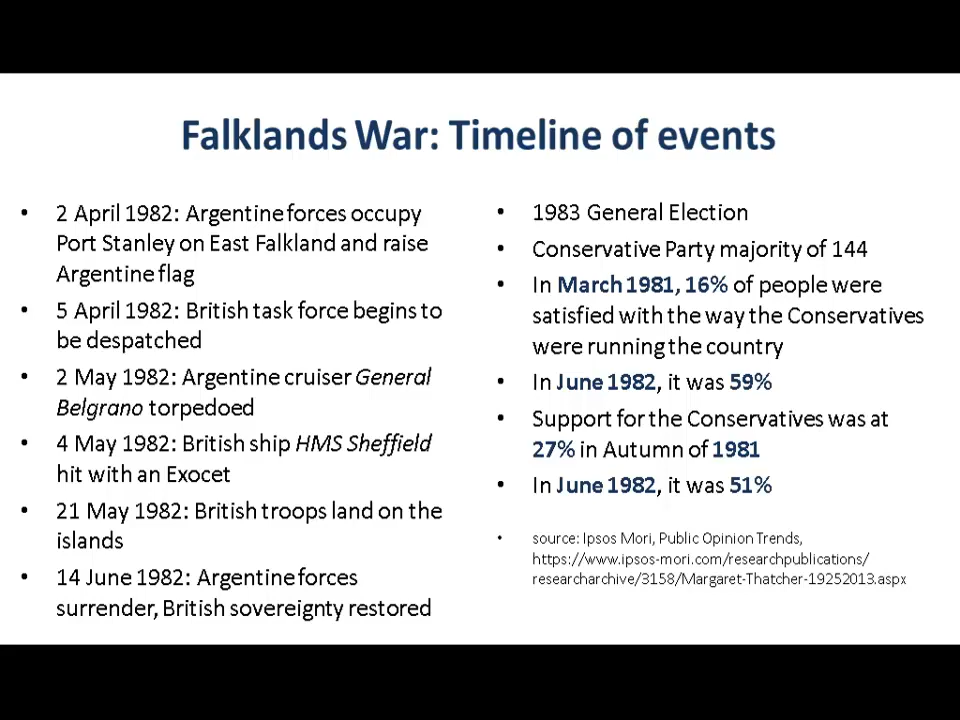 Falklands War: Timeline of events
• 2 April 1982: Argentine forces occupy
Port Stanley on East Falkland and raise
Argentine flag
• 5 April 1982: British task force begins to
be despatched
• 2 May 1982: Argentine cruiser General
Belgrano torpedoed
• 4 May 1982: British ship HMS Sheffield
hit with an Exocet
• 21 May 1982: British troops land on the
islands
• 14 June 1982: Argentine forces
surrender, British sovereignty restored
• 1983 General Election
• Conservative Party majority of 144
• In March 1981, 16% of people were
satisfied with the way the Conservatives
were running the country
• In June 1982, it was 59%
• Support for the Conservatives was at
27% in Autumn of 1981
• In June 1982, it was 51%
• source: Ipsos Mori, Public Opinion Trends,
https://www.ipsos-mori.com/researchpublications/
researcharchive/3158/Margaret-Thatcher-19252013.aspx